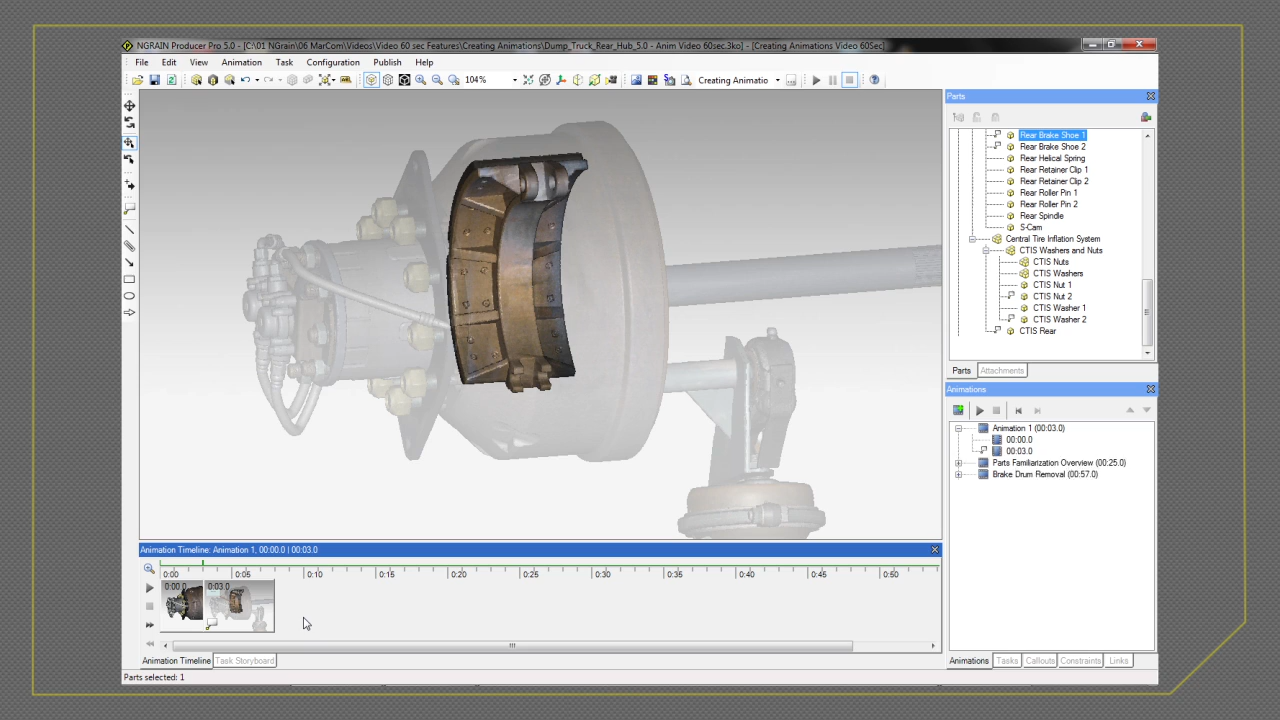 NGRAIN Producer Pro 5.0 - [C:\01 NGrain\06 MarCom\Videos\Video 60 sec Features\Creating Animations\Dump_Truck_Rear_Hub_5.0 - Anim Video 60sec.3ko] - [Creating Animations Video 60Sec]
File Edit View Animation Task Configuration Publish Help
104% Creating Animatio
Parts
Rear Brake Shoe 1
Rear Brake Shoe 2
Rear Helical Spring
Rear Retainer Clip 1
Rear Retainer Clip 2
Rear Roller Pin 1
Rear Roller Pin 2
Rear Spindle
S-Cam
Central Tire Inflation System
CTIS Washers and Nuts
CTIS Nuts
CTIS Washers
CTIS Nut 1
CTIS Nut 2
CTIS Washer 1
CTIS Washer 2
CTIS Rear
Parts Attachments
Animations
Animation 1 (00:03.0)
00:00.0
00:03.0
Parts Familiarization Overview (00:25.0)
Brake Drum Removal (00:57.0)
Animations Tasks Callouts Constraints Links
Animation Timeline: Animation 1, 00:00.0 | 00:03.0
0:00 0:05 0:10 0:15 0:20 0:25 0:30 0:35 0:40 0:45 0:50
0:00.0 0:03.0
Animation Timeline Task Storyboard
Parts selected: 1